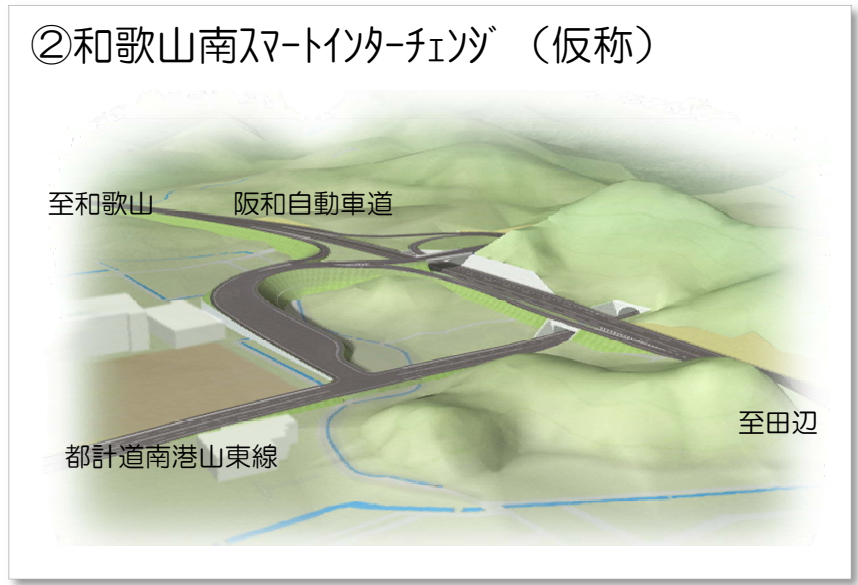 ②和歌山南ｽﾏｰﾄｲﾝﾀｰﾁｪﾝｼﾞ（仮称）
至和歌山
阪和自動車道
至田辺
都計道南港山東線